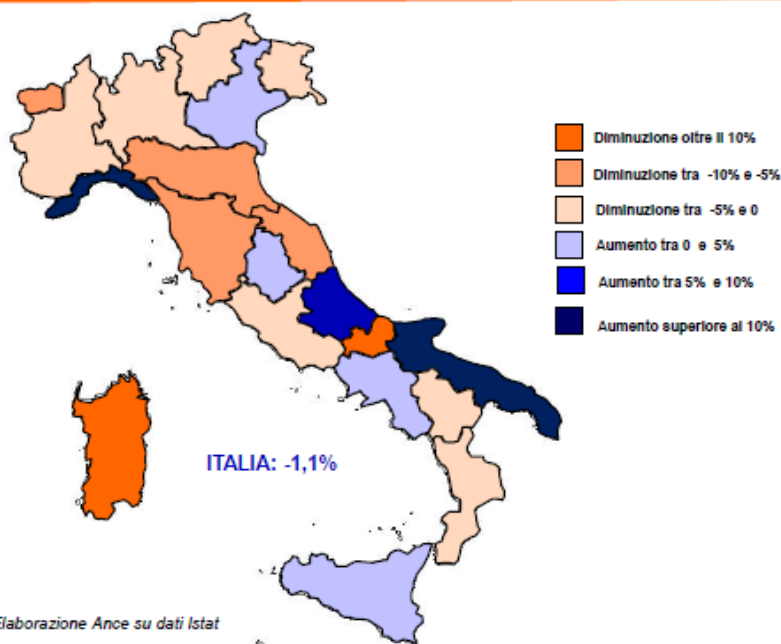 Diminuzione oltre il 10%
Diminuzione tra -10% e -5%
Diminuzione tra -5% e 0
Aumento tra 0 e 5%
Aumento tra 5% e 10%
Aumento superiore al 10%
ITALIA: -1,1%
Elaborazione Ance su dati Istat